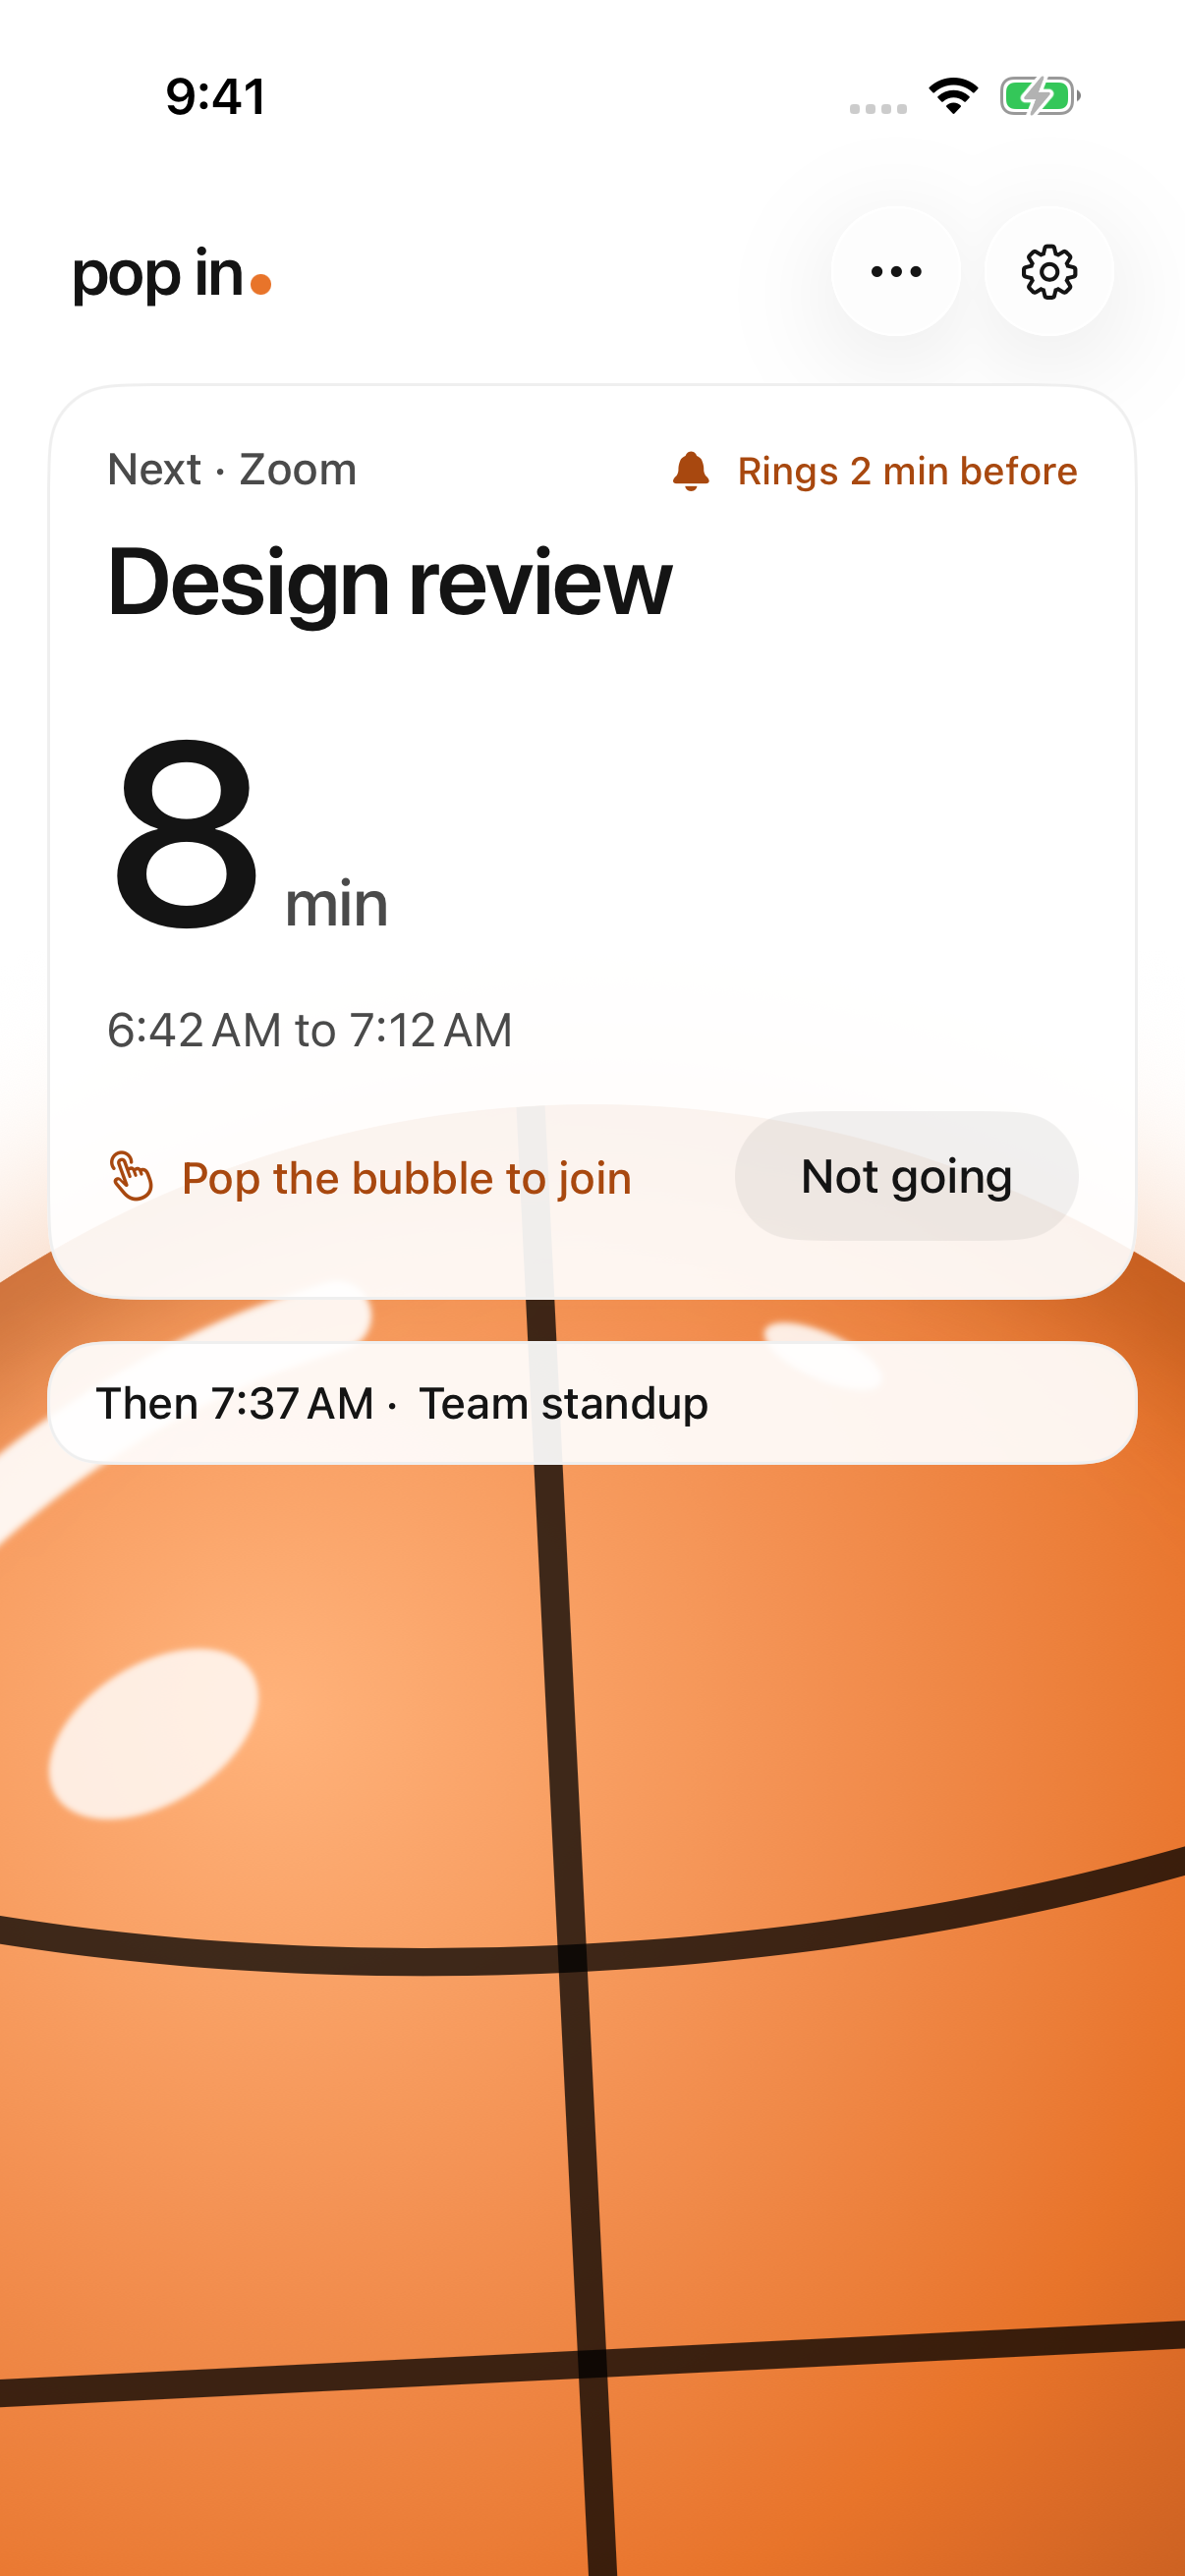 9:41
pop in
Next · Zoom
Rings 2 min before
Design review
8 min
6:42 AM to 7:12 AM
Pop the bubble to join
Not going
Then 7:37 AM · Team standup